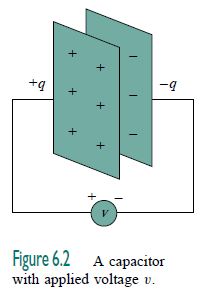 +q
−q
+
+
+
+
+
+
−
−
−
+ −
V
Figure 6.2 A capacitor
with applied voltage v.